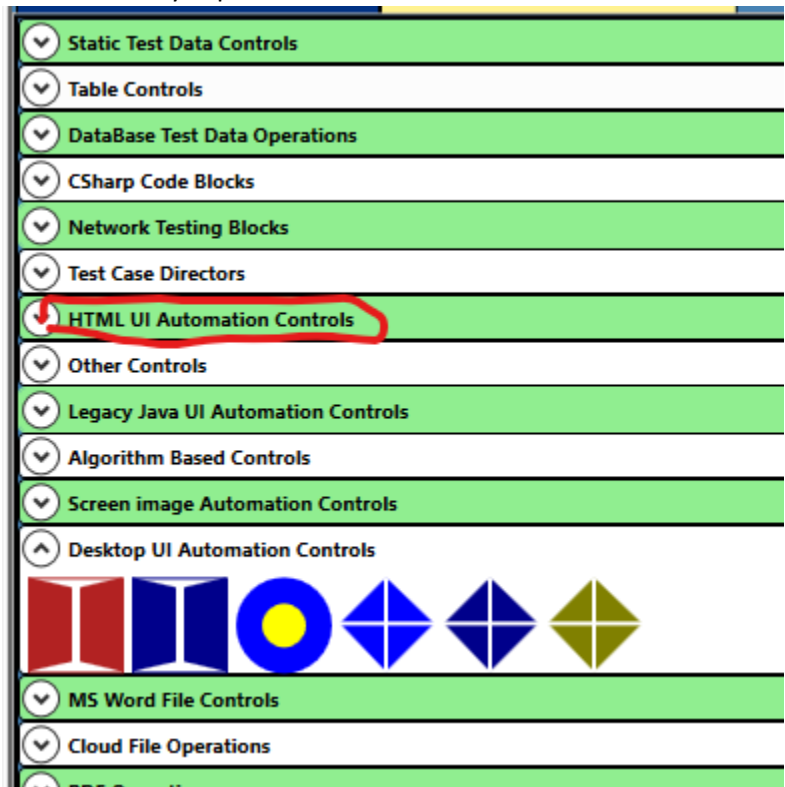 Static Test Data Controls
Table Controls
DataBase Test Data Operations
CSharp Code Blocks
Network Testing Blocks
Test Case Directors
HTML UI Automation Controls
Other Controls
Legacy Java UI Automation Controls
Algorithm Based Controls
Screen image Automation Controls
Desktop UI Automation Controls
MS Word File Controls
Cloud File Operations